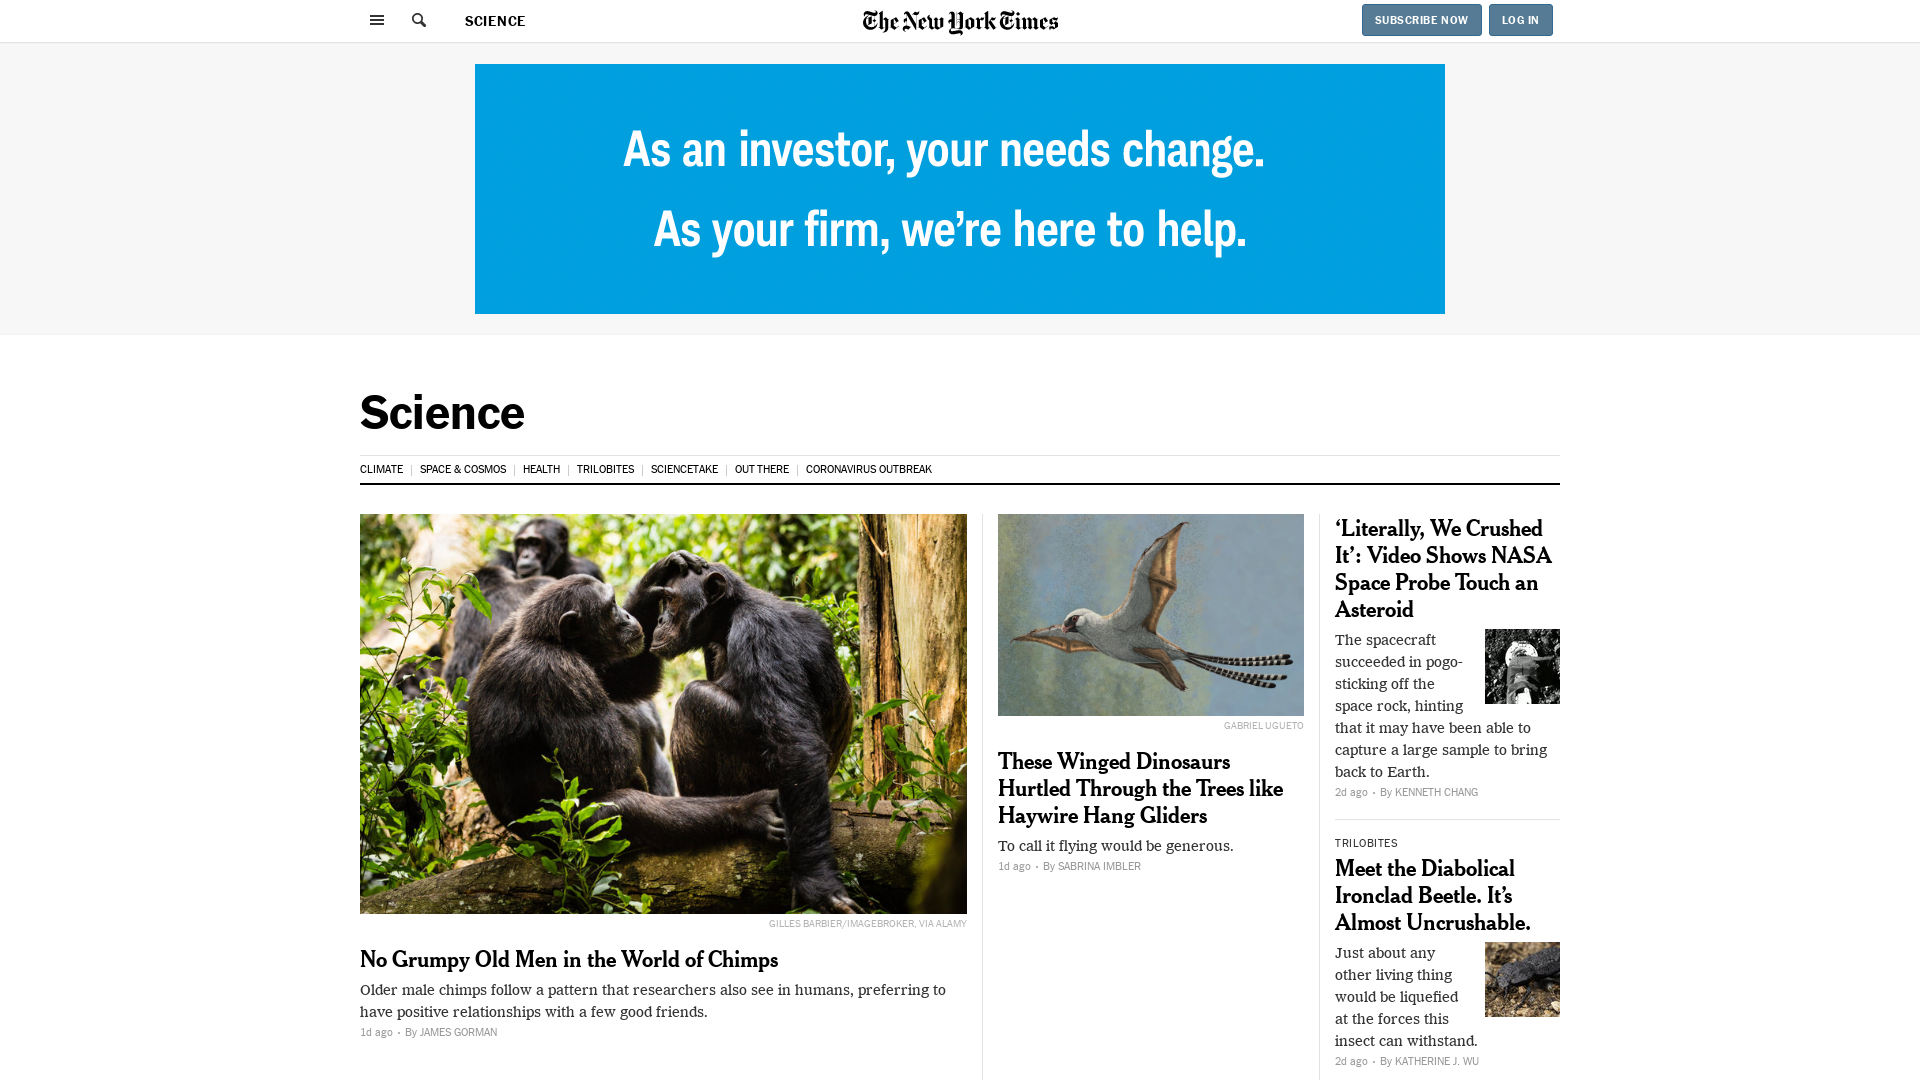 SCIENCE
The New York Times
SUBSCRIBE NOW
LOG IN
As an investor, your needs change.
As your firm, we’re here to help.
Science
CLIMATE
SPACE & COSMOS
HEALTH
TRILOBITES
SCIENCETAKE
OUT THERE
CORONAVIRUS OUTBREAK
GILLES BARBIER/IMAGEBROKER, VIA ALAMY
No Grumpy Old Men in the World of Chimps
Older male chimps follow a pattern that researchers also see in humans, preferring to
have positive relationships with a few good friends.
1d ago • By JAMES GORMAN
GABRIEL UGUETO
These Winged Dinosaurs
Hurtled Through the Trees like
Haywire Hang Gliders
To call it flying would be generous.
1d ago • By SABRINA IMBLER
‘Literally, We Crushed
It’: Video Shows NASA
Space Probe Touch an
Asteroid
The spacecraft
succeeded in pogo-
sticking off the
space rock, hinting
that it may have been able to
capture a large sample to bring
back to Earth.
2d ago • By KENNETH CHANG
TRILOBITES
Meet the Diabolical
Ironclad Beetle. It’s
Almost Uncrushable.
Just about any
other living thing
would be liquefied
at the forces this
insect can withstand.
2d ago • By KATHERINE J. WU